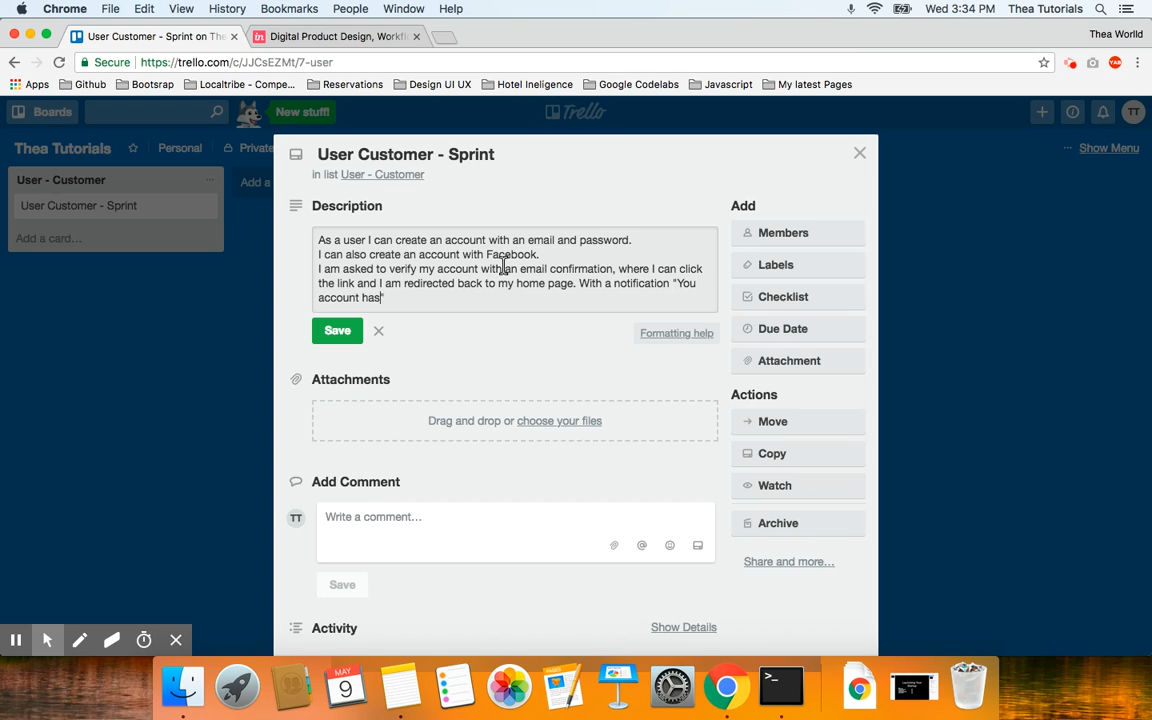 Chrome File Edit View History Bookmarks People Window Help Wed 3:34 PM Thea Tutorials
User Customer - Sprint on The Digital Product Design, Workfl Thea Worlld
Secure https://trello.com/c/JJCsEZMt/7-user
Apps Github Bootsrap Localtribe - Compe... Reservations Design UI UX Hotel Ineligence Google Codelabs Javascript My latest Pages
Boards New stuff! Trello TT
Thea Tutorials Personal Private ... Show Menu
User - Customer ...
User Customer - Sprint
Add a card...
Add a
User Customer - Sprint
in list User - Customer
Description
As a user I can create an account with an email and password.
I can also create an account with Facebook.
I am asked to verify my account with an email confirmation, where I can click
the link and I am redirected back to my home page. With a notification "You
account has"
Save Formatting help
Attachments
Drag and drop or choose your files
Add Comment
TT Write a comment...
@
Save
Activity Show Details
Add
Members
Labels
Checklist
Due Date
Attachment
Actions
Move
Copy
Watch
Archive
Share and more...
MAY
9
PAGES
>_